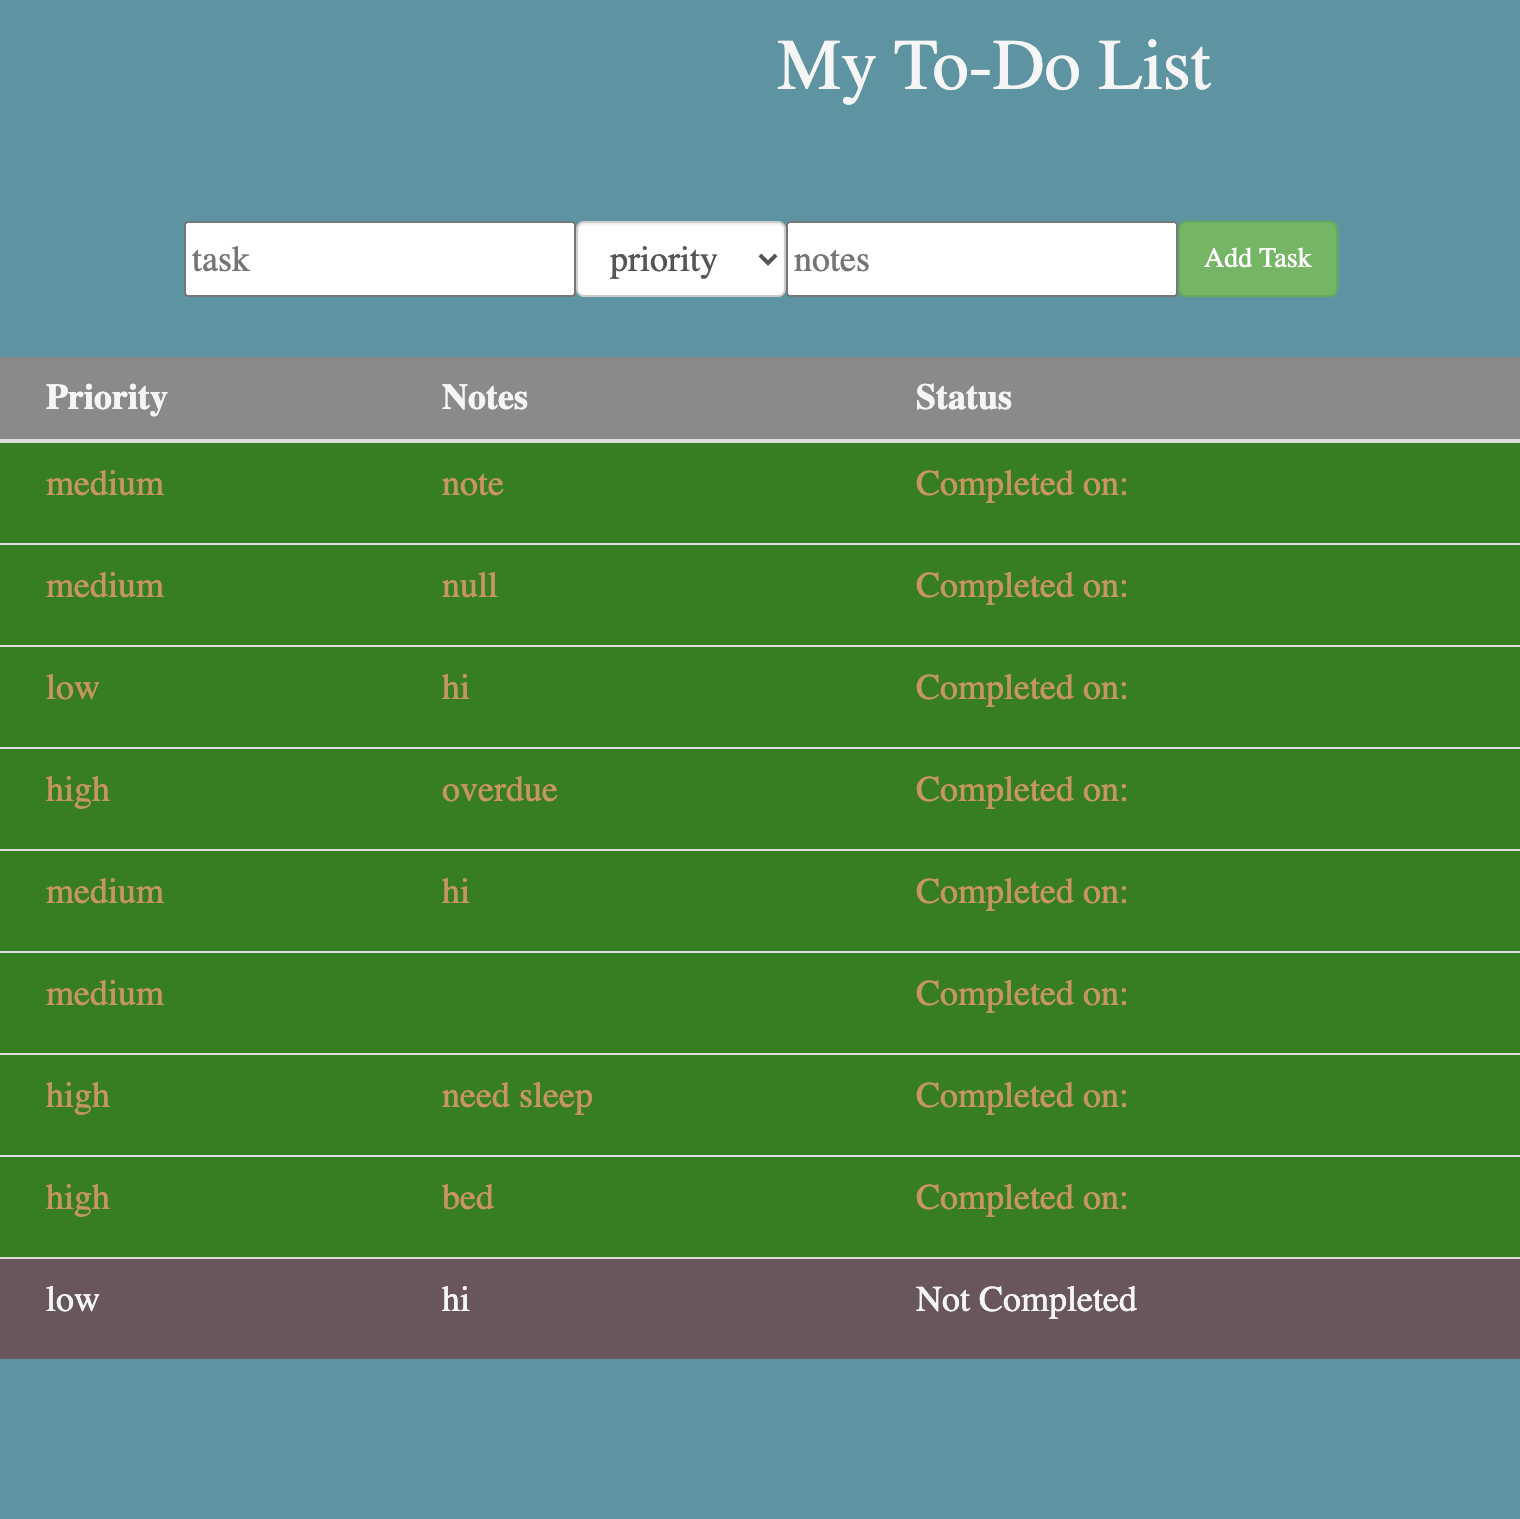 My To-Do List
task priority notes Add Task
Priority Notes Status
medium note Completed on:
medium null Completed on:
low hi Completed on:
high overdue Completed on:
medium hi Completed on:
medium Completed on:
high need sleep Completed on:
high bed Completed on:
low hi Not Completed